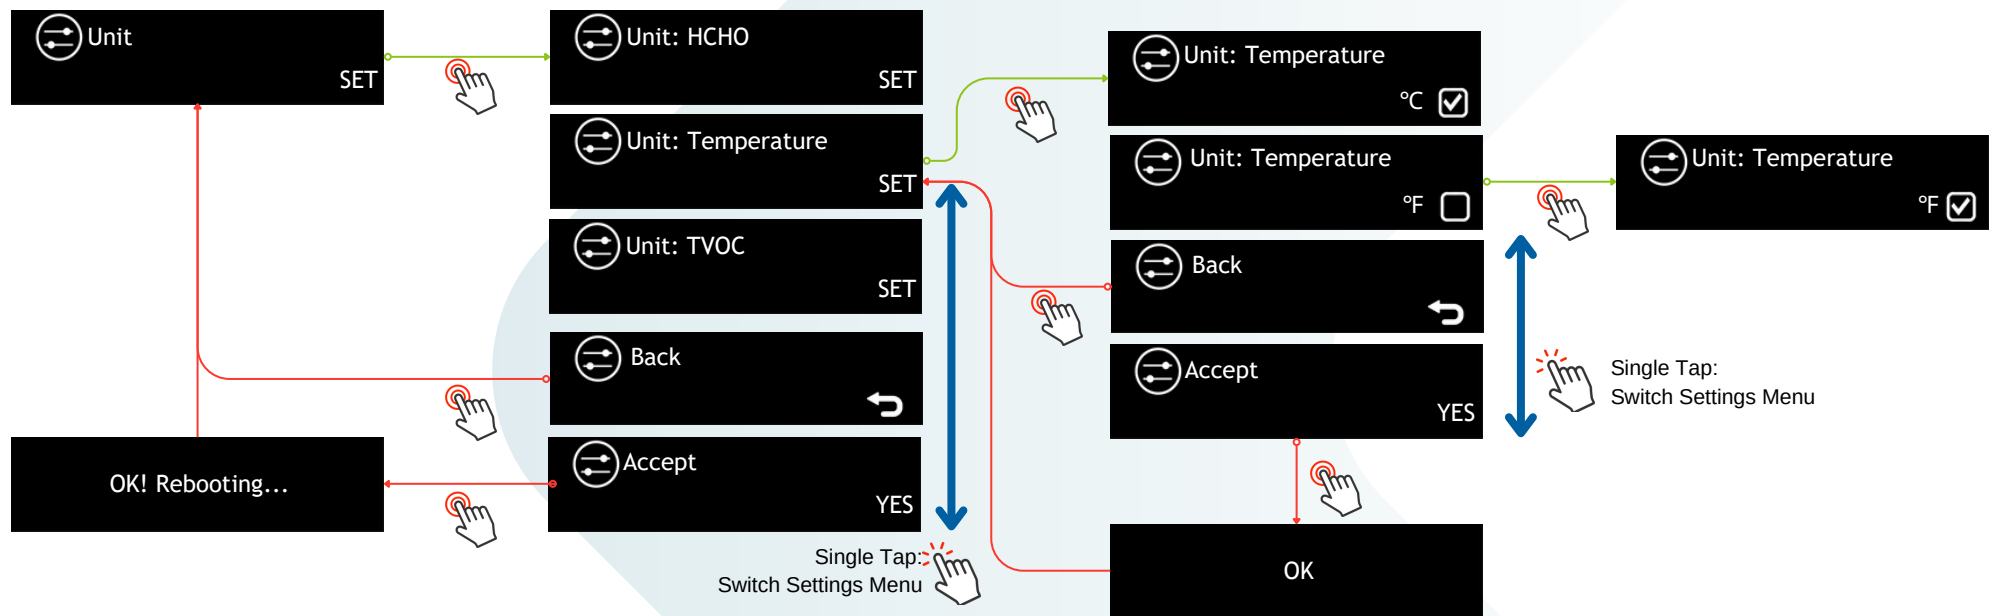 Unit
SET
Unit: HCHO
SET
Unit: Temperature
SET
Unit: TVOC
SET
Back
Accept
YES
OK! Rebooting...
Single Tap:
Switch Settings Menu
Unit: Temperature
°C
Unit: Temperature
°F
Back
Accept
YES
OK
Unit: Temperature
°F
Single Tap:
Switch Settings Menu